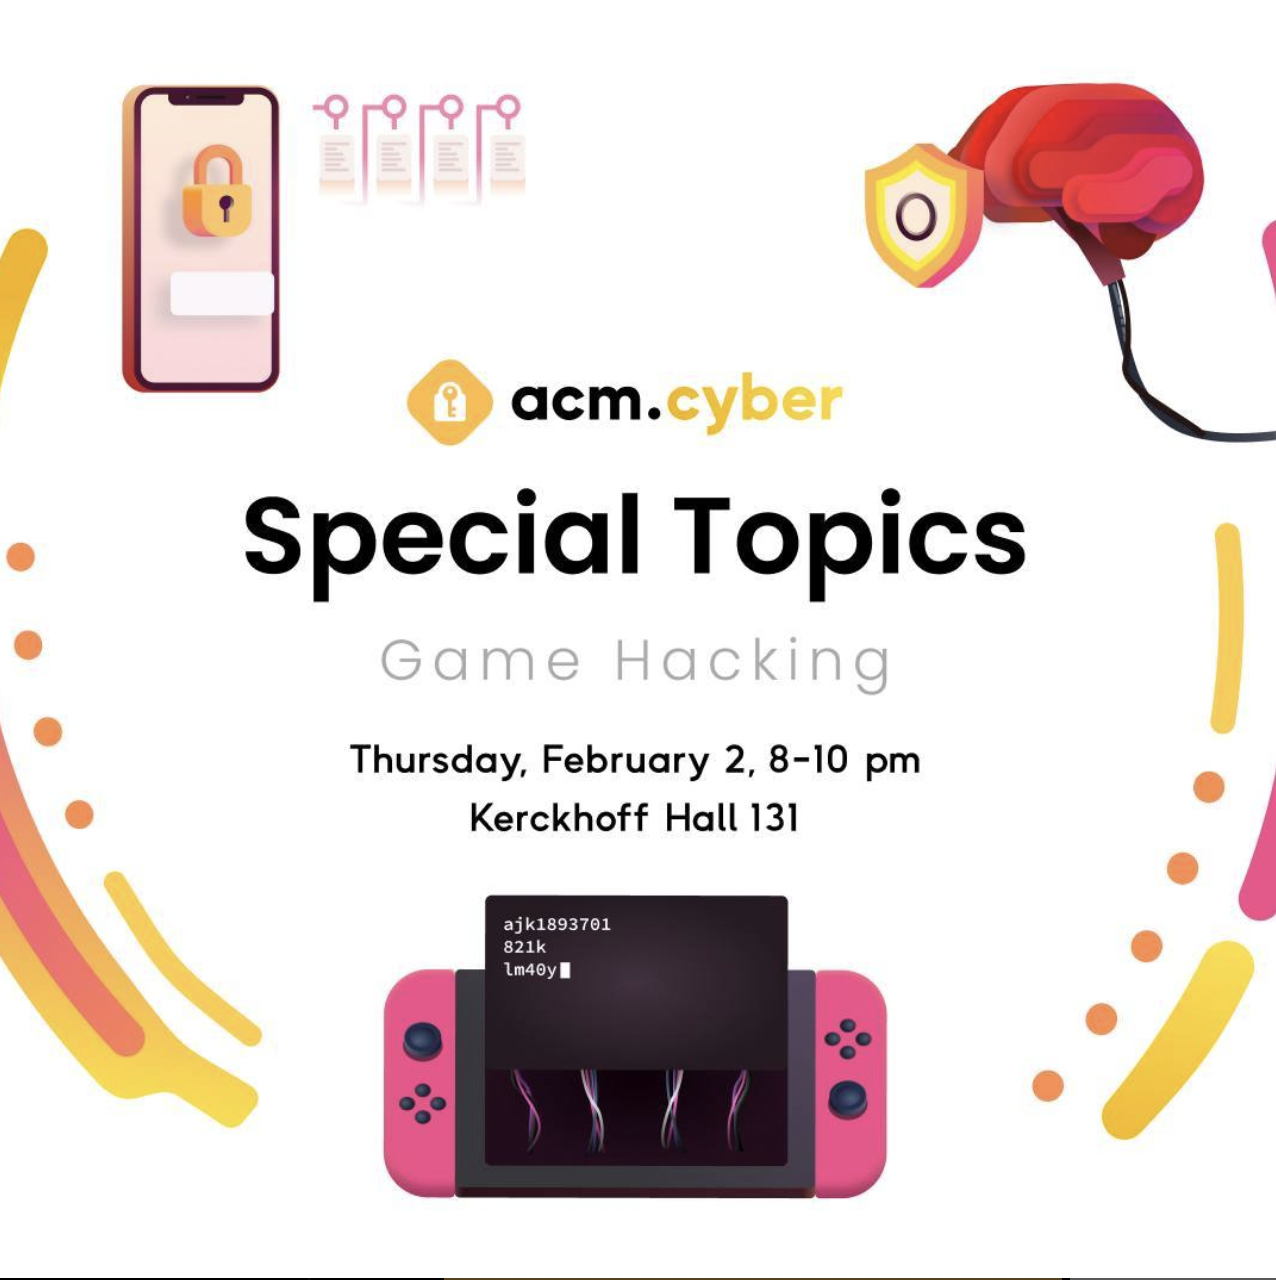 acm.cyber
Special Topics
Game Hacking
Thursday, February 2, 8-10 pm
Kerckhoff Hall 131
ajk1893701
821k
lm40y